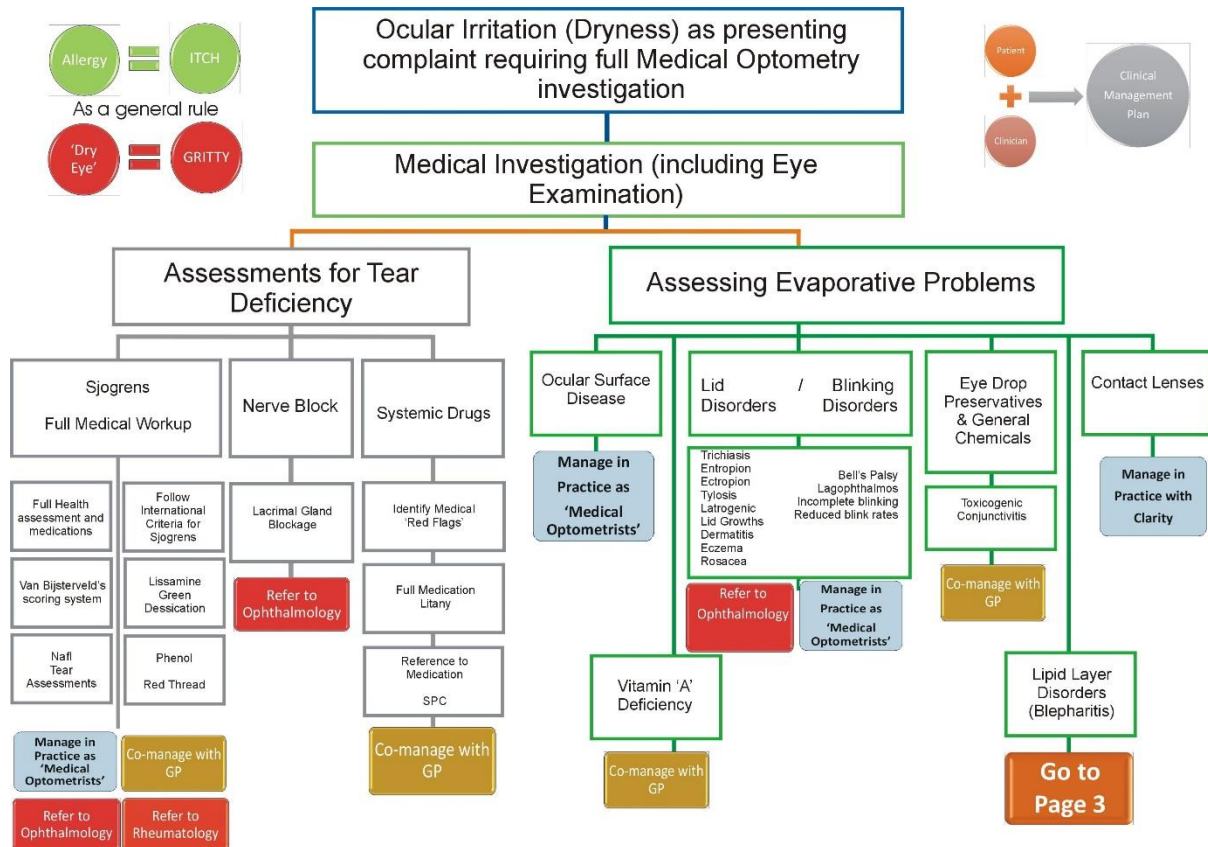 Allergy
ITCH
As a general rule
‘Dry
Eye’
GRITTY
Ocular Irritation (Dryness) as presenting
complaint requiring full Medical Optometry
investigation
Patient
Clinician
Clinical
Management
Plan
Medical Investigation (including Eye
Examination)
Assessments for Tear
Deficiency
Assessing Evaporative Problems
Sjogrens
Full Medical Workup
Nerve Block
Systemic Drugs
Full Health
assessment and
medications
Follow
International
Criteria for
Sjogrens
Van Bijsterveld's
scoring system
Lissamine
Green
Dessication
Nafl
Tear
Assessments
Phenol
Red Thread
Manage in
Practice as
‘Medical
Optometrists’
Co-manage with
GP
Refer to
Ophthalmology
Refer to
Rheumatology
Lacrimal Gland
Blockage
Refer to
Ophthalmology
Identify Medical
‘Red Flags’
Full Medication
Litany
Reference to
Medication
SPC
Co-manage with
GP
Ocular Surface
Disease
Manage in
Practice as
‘Medical
Optometrists’
Vitamin ‘A’
Deficiency
Co-manage with
GP
Lid / Blinking
Disorders Disorders
Trichiasis
Entropion
Ectropion
Tylosis
Latrogenic
Lid Growths
Dermatitis
Eczema
Rosacea
Bell's Palsy
Lagophthalmos
Incomplete blinking
Reduced blink rates
Refer to
Ophthalmology
Manage in
Practice as
‘Medical
Optometrists’
Eye Drop
Preservatives
& General
Chemicals
Toxicogenic
Conjunctivitis
Co-manage with
GP
Lipid Layer
Disorders
(Blepharitis)
Go to
Page 3
Contact Lenses
Manage in
Practice with
Clarity